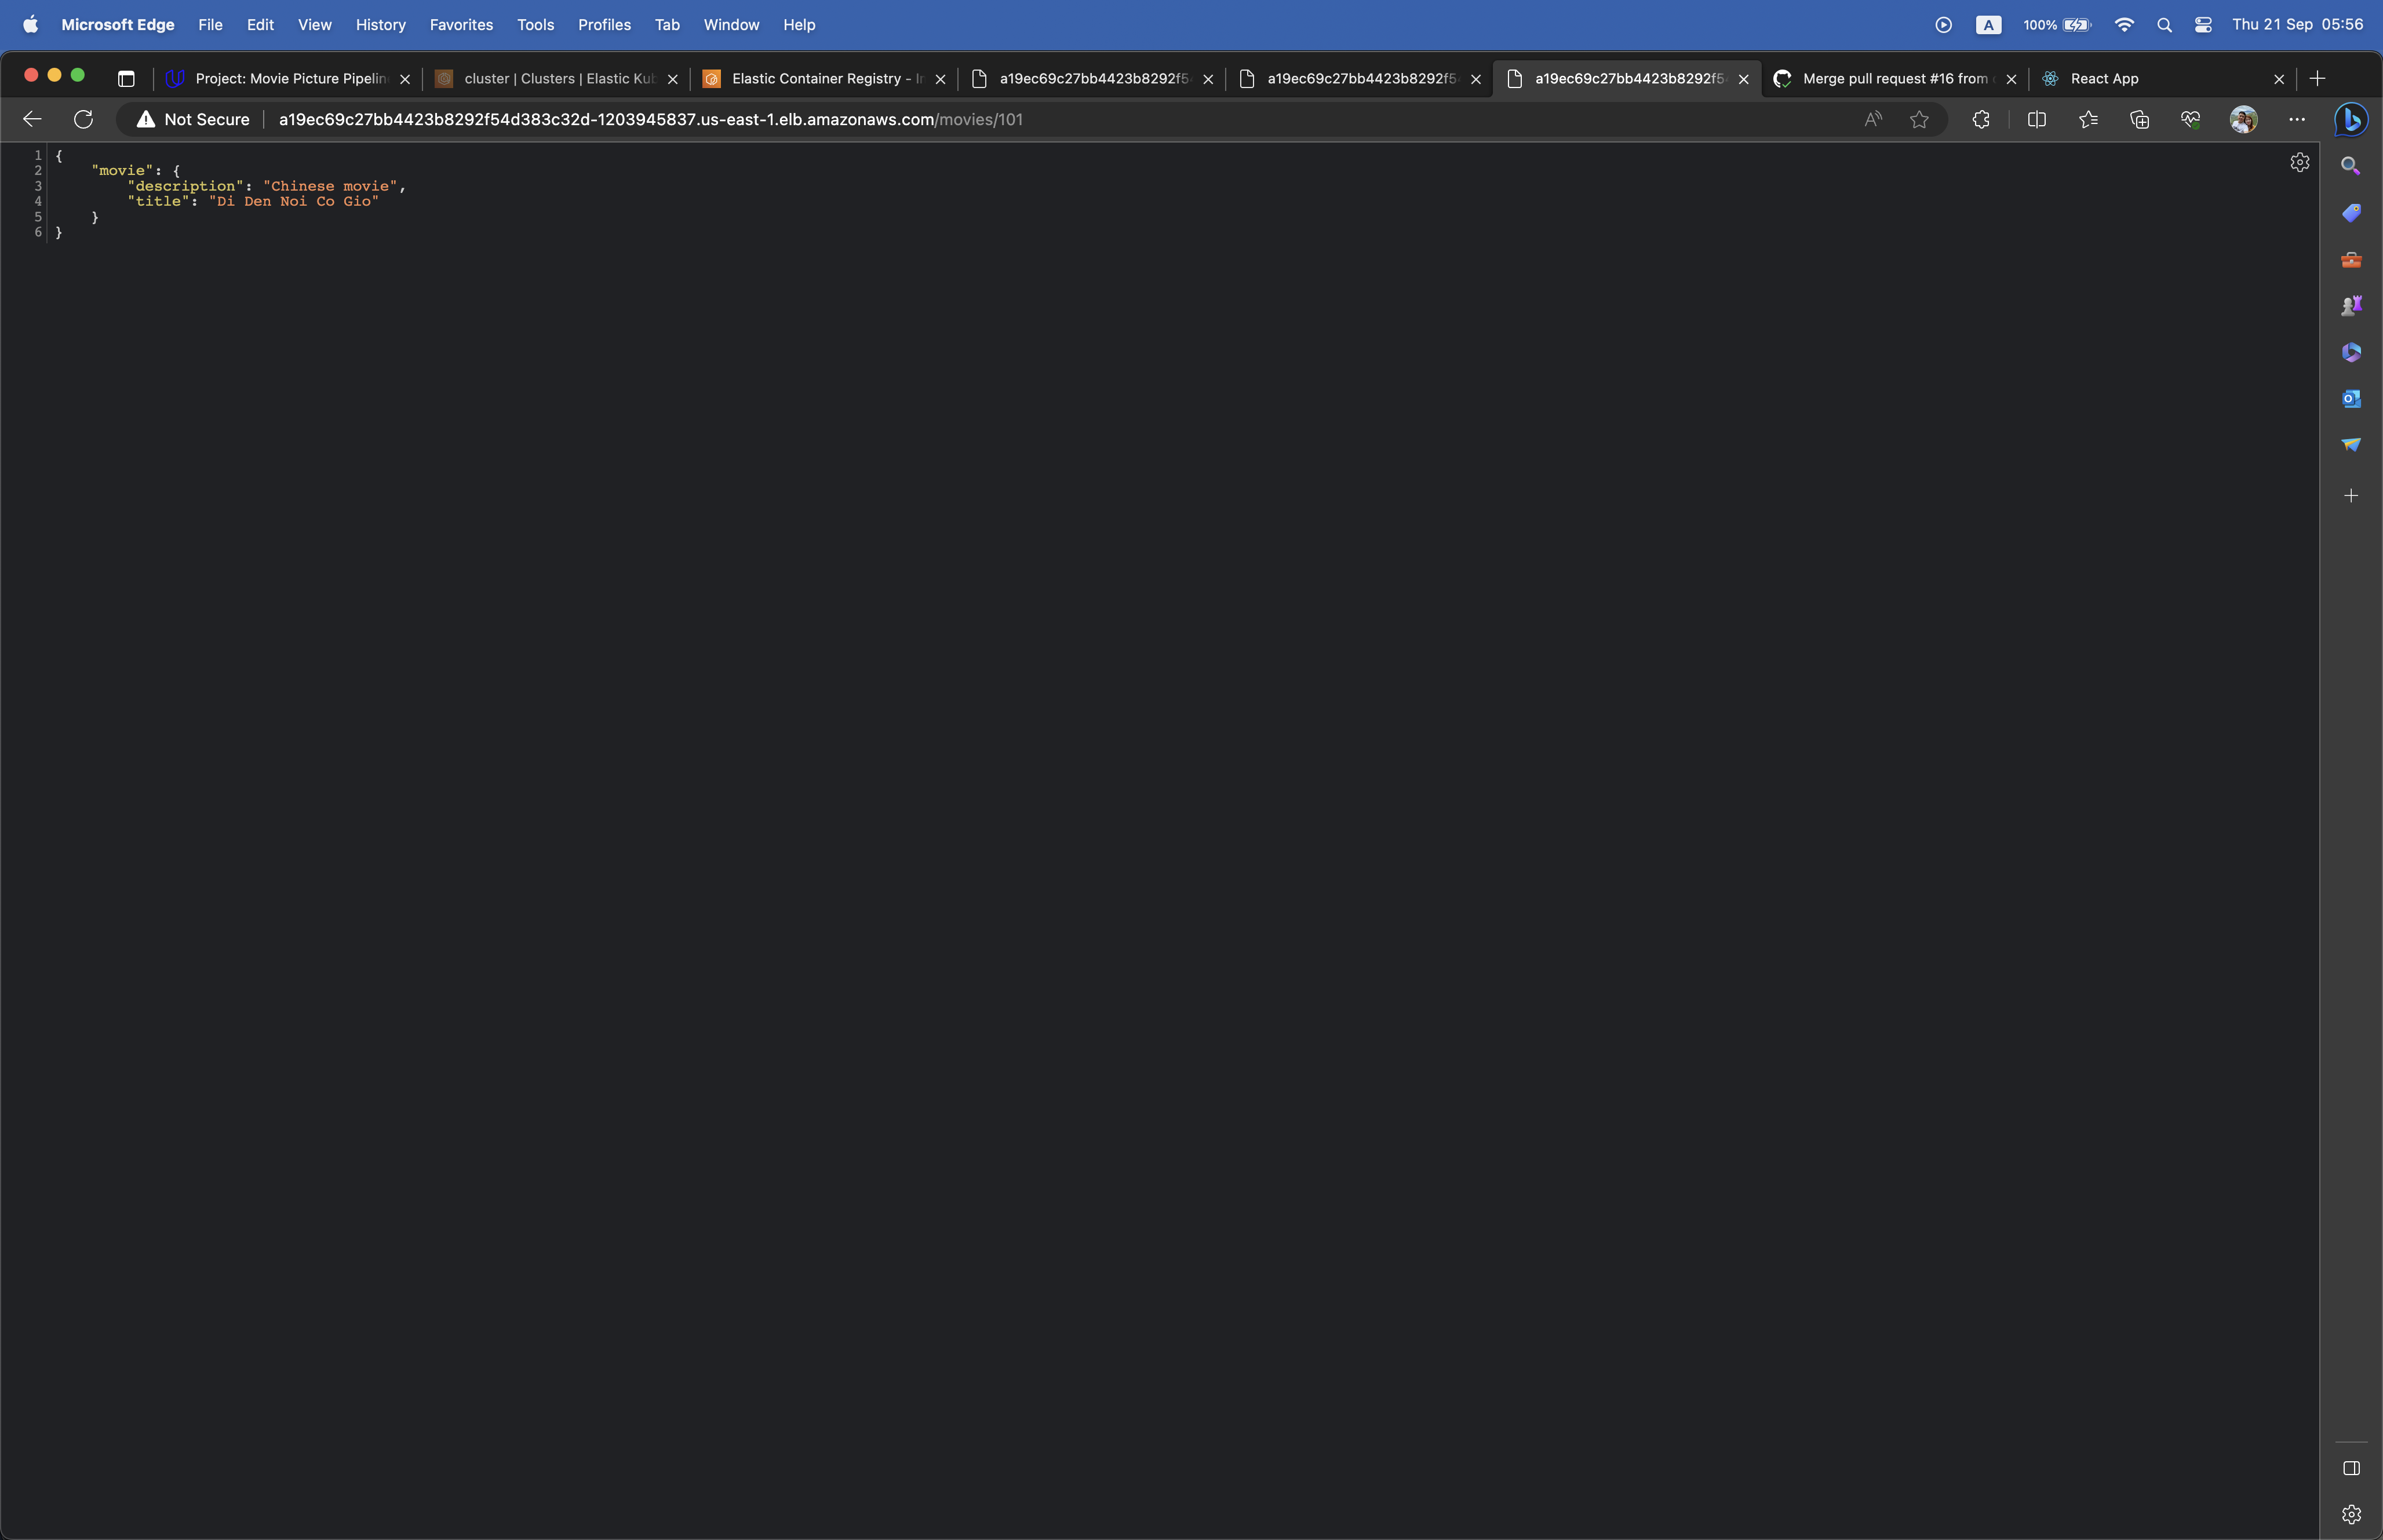 Microsoft Edge File Edit View History Favorites Tools Profiles Tab Window Help A 100% Thu 21 Sep 05:56
Project: Movie Picture Pipelin cluster | Clusters | Elastic Kub Elastic Container Registry - a19ec69c27bb4423b8292f5 a19ec69c27bb4423b8292f5 a19ec69c27bb4423b8292f5 Merge pull request #16 from React App
Not Secure a19ec69c27bb4423b8292f54d383c32d-1203945837.us-east-1.elb.amazonaws.com/movies/101
1 {
2 "movie": {
3 "description": "Chinese movie",
4 "title": "Di Den Noi Co Gio"
5 }
6 }